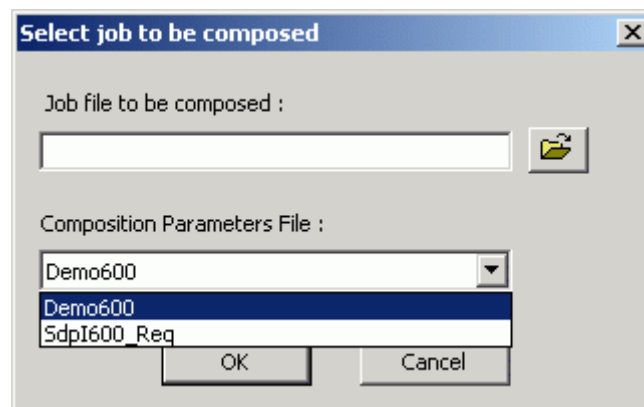 Select job to be composed
Job file to be composed :
Composition Parameters File :
Demo600
Demo600
SdpI600_Req
OK Cancel